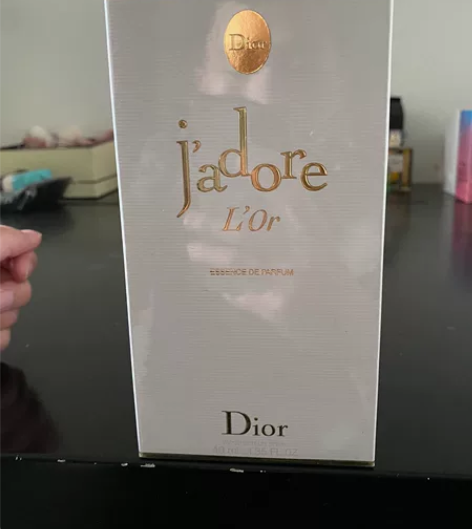 Dior
j'adore
L'Or
ESSENCE DE PARFUM
Dior